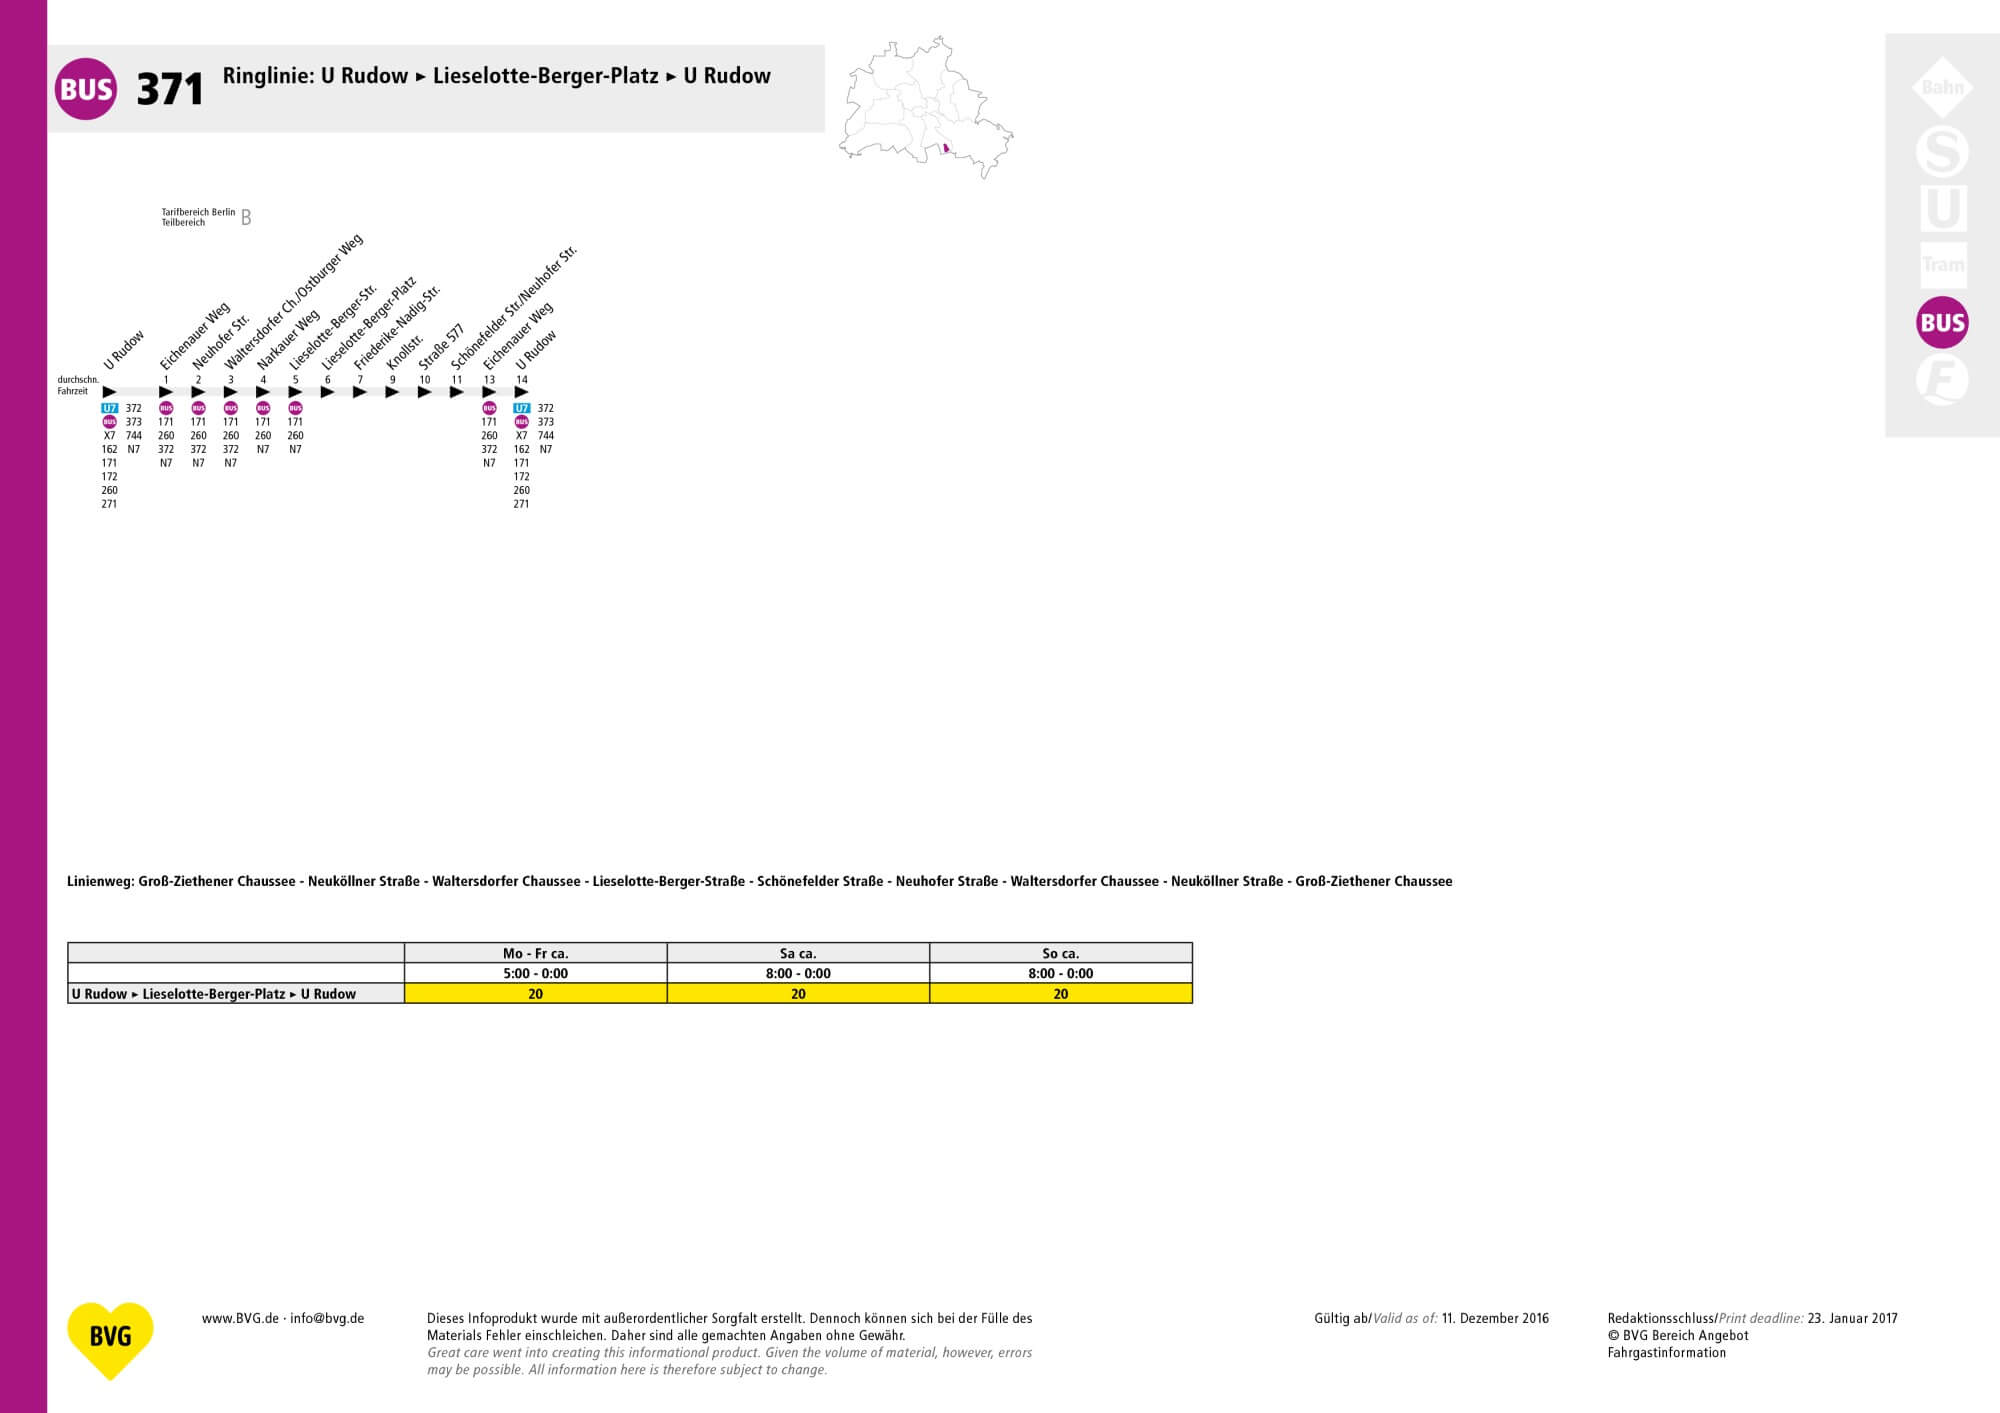 BUS
371
Ringlinie: U Rudow ▸ Lieselotte-Berger-Platz ▸ U Rudow
Bahn
S
U
Tram
BUS
F
Tarifbereich Berlin
Teilbereich
B
U Rudow
Eichenauer Weg
Neuhofer Str.
Waltersdorfer Ch./Ostburger Weg
Narkauer Weg
Lieselotte-Berger-Str.
Lieselotte-Berger-Platz
Friederike-Nadig-Str.
Knollstr.
Straße 577
Schönefelder Str./Neuhofer Str.
Eichenauer Weg
U Rudow
durchschn. 1 2 3 4 5 6 7 9 10 11 13 14
Fahrzeit
U7 372 BUS BUS BUS BUS BUS BUS U7 372
BUS 373 171 171 171 171 171 171 BUS 373
X7 744 260 260 260 260 260 260 X7 744
162 N7 372 372 372 N7 N7 372 162 N7
171 N7 N7 N7 N7 171
172 172
260 260
271 271
Linienweg: Groß-Ziethener Chaussee - Neuköllner Straße - Waltersdorfer Chaussee - Lieselotte-Berger-Straße - Schönefelder Straße - Neuhofer Straße - Waltersdorfer Chaussee - Neuköllner Straße - Groß-Ziethener Chaussee
Mo - Fr ca. Sa ca. So ca.
5:00 - 0:00 8:00 - 0:00 8:00 - 0:00
U Rudow ▸ Lieselotte-Berger-Platz ▸ U Rudow 20 20 20
BVG
www.BVG.de · info@bvg.de
Dieses Infoprodukt wurde mit außerordentlicher Sorgfalt erstellt. Dennoch können sich bei der Fülle des
Materials Fehler einschleichen. Daher sind alle gemachten Angaben ohne Gewähr.
Great care went into creating this informational product. Given the volume of material, however, errors
may be possible. All information here is therefore subject to change.
Gültig ab/Valid as of: 11. Dezember 2016
Redaktionsschluss/Print deadline: 23. Januar 2017
© BVG Bereich Angebot
Fahrgastinformation